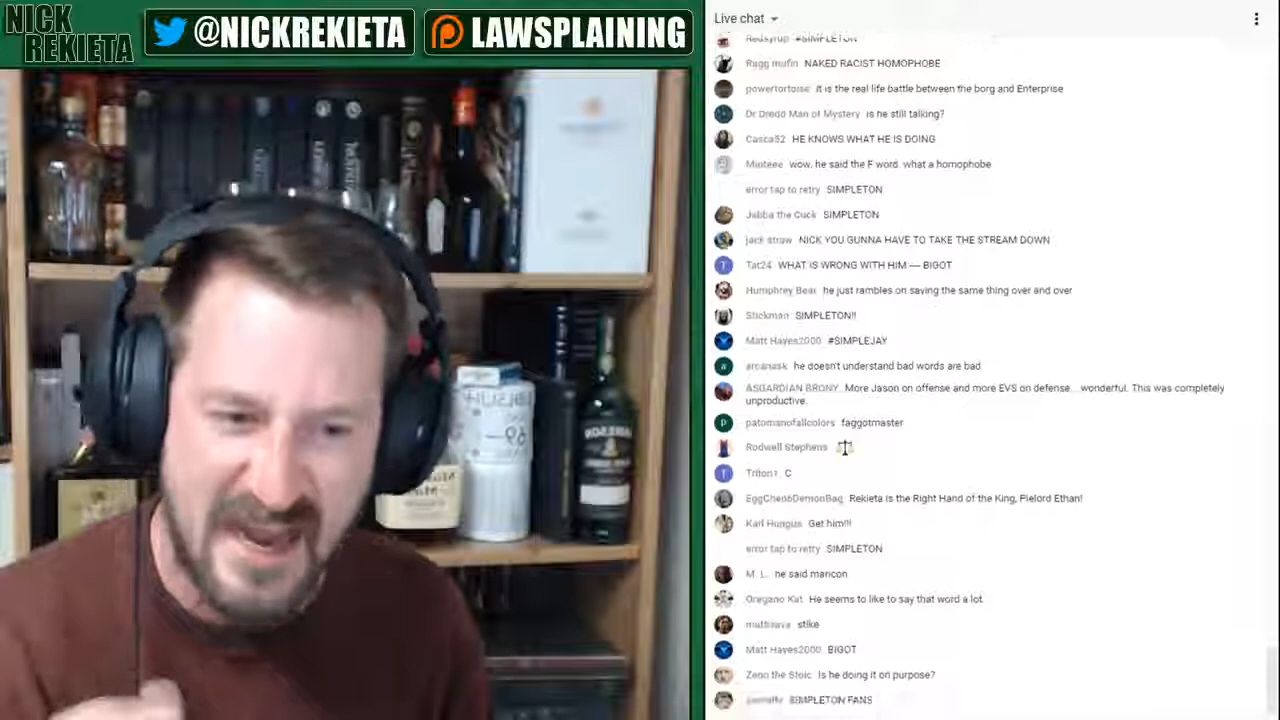 NICK
REKIETA
@NICKREKIETA
LAWSPLAINING
Live chat
Redsyrup #SIMPLETON
Ragg mufin NAKED RACIST HOMOPHOBE
powertortoise it is the real life battle between the borg and Enterprise
Dr Dredd Man of Mystery is he still talking?
Casca52 HE KNOWS WHAT HE IS DOING
wow, he said the F word. what a homophobe
error tap to retry SIMPLETON
Jabba the Cuck SIMPLETON
jack straw NICK YOU GUNNA HAVE TO TAKE THE STREAM DOWN
Tat24 WHAT IS WRONG WITH HIM — BIGOT
Humphrey Bear he just rambles on saying the same thing over and over
Stickman SIMPLETON!!
Matt Hayes2000 #SIMPLEJAY
arcanask he doesn't understand bad words are bad
ASGARDIAN BRONY More Jason on offense and more EVS on defense... wonderful. This was completely
unproductive.
patomanofallcolors faggotmaster
Rodwell Stephens
Triton1 C
EggChenbDemonBag Rekieta is the Right Hand of the King, Pielord Ethan!
Karl Hungus Get him!!!
error tap to retry SIMPLETON
M. L. he said maricon
Oregano Kat He seems to like to say that word a lot.
stike
Matt Hayes2000 BIGOT
Zeno the Stoic Is he doing it on purpose?
SIMPLETON FANS
JAMESON